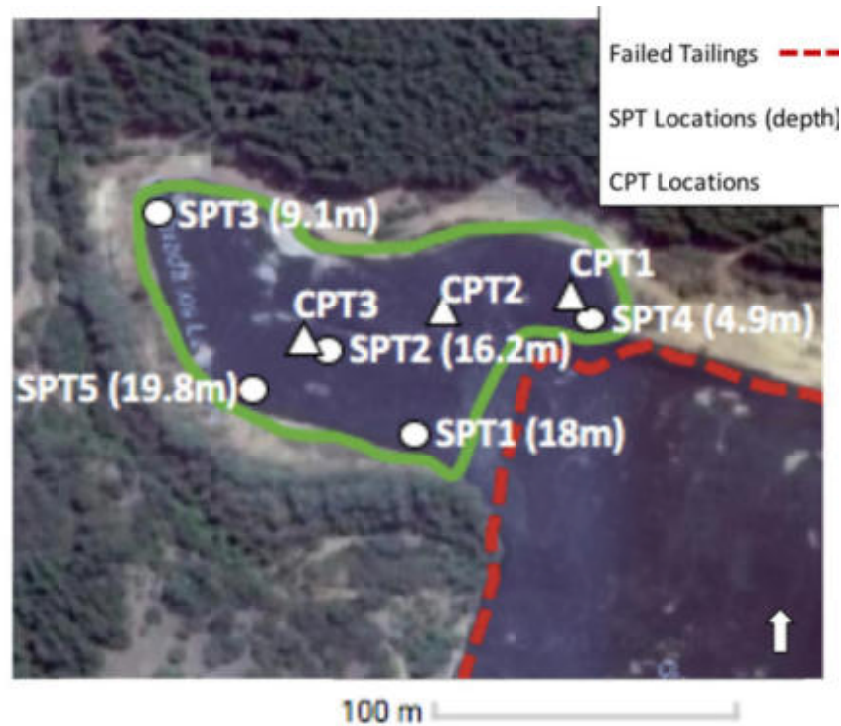 Failed Tailings
SPT Locations (depth)
CPT Locations
SPT3 (9.1m)
CPT1
CPT2
CPT3
SPT4 (4.9m)
SPT2 (16.2m)
SPT5 (19.8m)
SPT1 (18m)
100 m